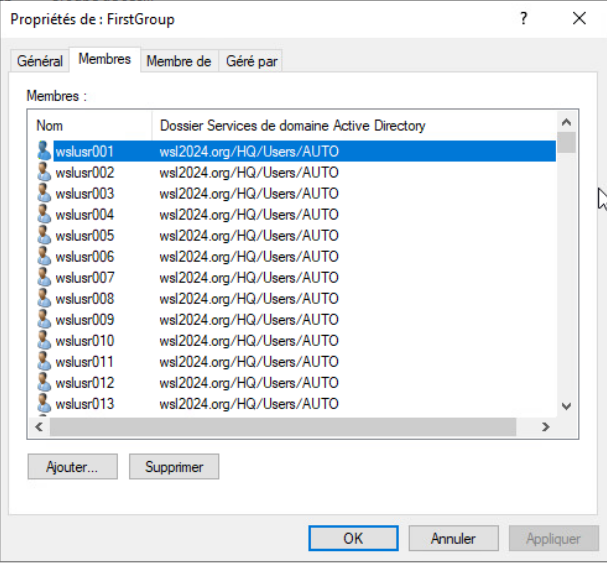 Propriétés de : FirstGroup
Général Membres Membre de Géré par
Membres :
Nom Dossier Services de domaine Active Directory
wslusr001 wsl2024.org/HQ/Users/AUTO
wslusr002 wsl2024.org/HQ/Users/AUTO
wslusr003 wsl2024.org/HQ/Users/AUTO
wslusr004 wsl2024.org/HQ/Users/AUTO
wslusr005 wsl2024.org/HQ/Users/AUTO
wslusr006 wsl2024.org/HQ/Users/AUTO
wslusr007 wsl2024.org/HQ/Users/AUTO
wslusr008 wsl2024.org/HQ/Users/AUTO
wslusr009 wsl2024.org/HQ/Users/AUTO
wslusr010 wsl2024.org/HQ/Users/AUTO
wslusr011 wsl2024.org/HQ/Users/AUTO
wslusr012 wsl2024.org/HQ/Users/AUTO
wslusr013 wsl2024.org/HQ/Users/AUTO
Ajouter... Supprimer
OK Annuler Appliquer